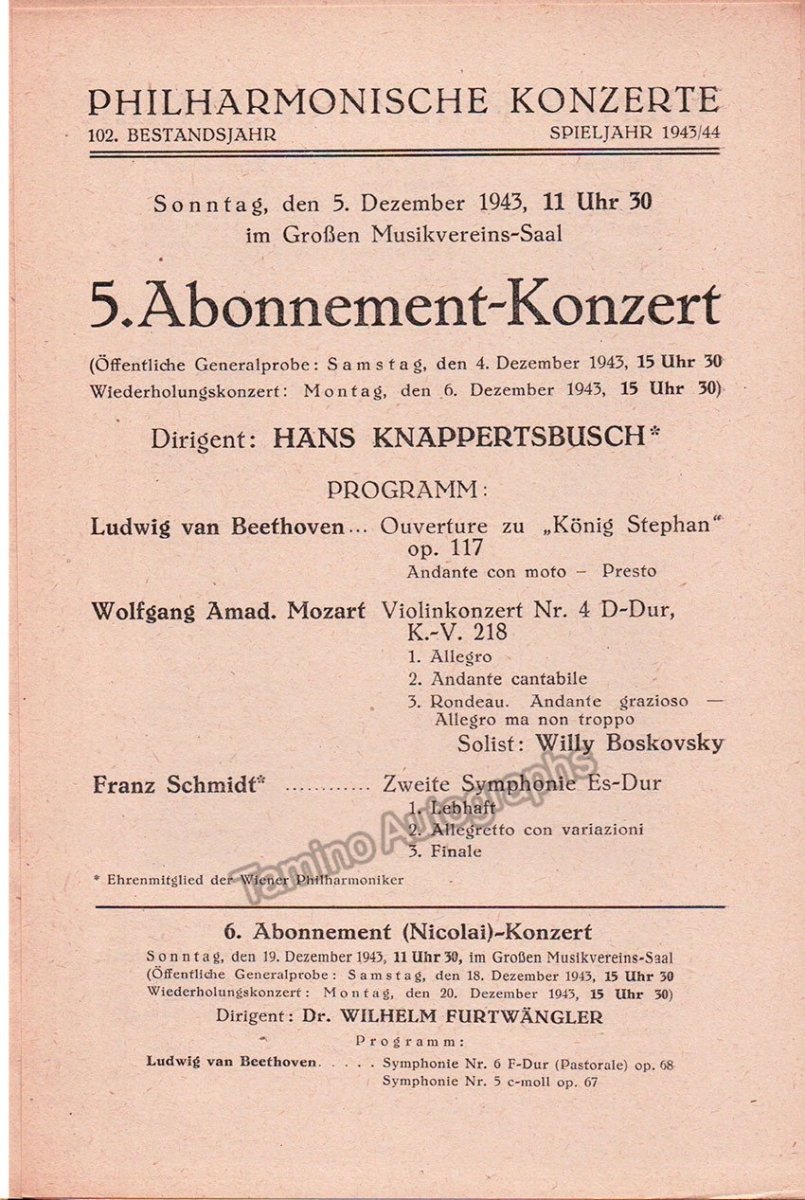 PHILHARMONISCHE KONZERTE
102. BESTANDSJAHR SPIELJAHR 1943/44
Sonntag, den 5. Dezember 1943, 11 Uhr 30
im Großen Musikvereins-Saal
5. Abonnement-Konzert
(Öffentliche Generalprobe: Samstag, den 4. Dezember 1943, 15 Uhr 30
Wiederholungskonzert: Montag, den 6. Dezember 1943, 15 Uhr 30)
Dirigent: HANS KNAPPERTSBUSCH*
PROGRAMM:
Ludwig van Beethoven ... Ouverture zu „König Stephan“
op. 117
Andante con moto – Presto
Wolfgang Amad. Mozart Violinkonzert Nr. 4 D-Dur,
K.-V. 218
1. Allegro
2. Andante cantabile
3. Rondeau. Andante grazioso —
Allegro ma non troppo
Solist: Willy Boskovsky
Franz Schmidt* ............ Zweite Symphonie Es-Dur
1. Lebhaft
2. Allegretto con variazioni
3. Finale
Tamino Autographs
* Ehrenmitglied der Wiener Philharmoniker
6. Abonnement (Nicolai)-Konzert
Sonntag, den 19. Dezember 1943, 11 Uhr 30, im Großen Musikvereins-Saal
(Öffentliche Generalprobe: Samstag, den 18. Dezember 1943, 15 Uhr 30
Wiederholungskonzert: Montag, den 20. Dezember 1943, 15 Uhr 30)
Dirigent: Dr. WILHELM FURTWÄNGLER
Programm:
Ludwig van Beethoven. . . . . Symphonie Nr. 6 F-Dur (Pastorale) op. 68
Symphonie Nr. 5 c-moll op. 67